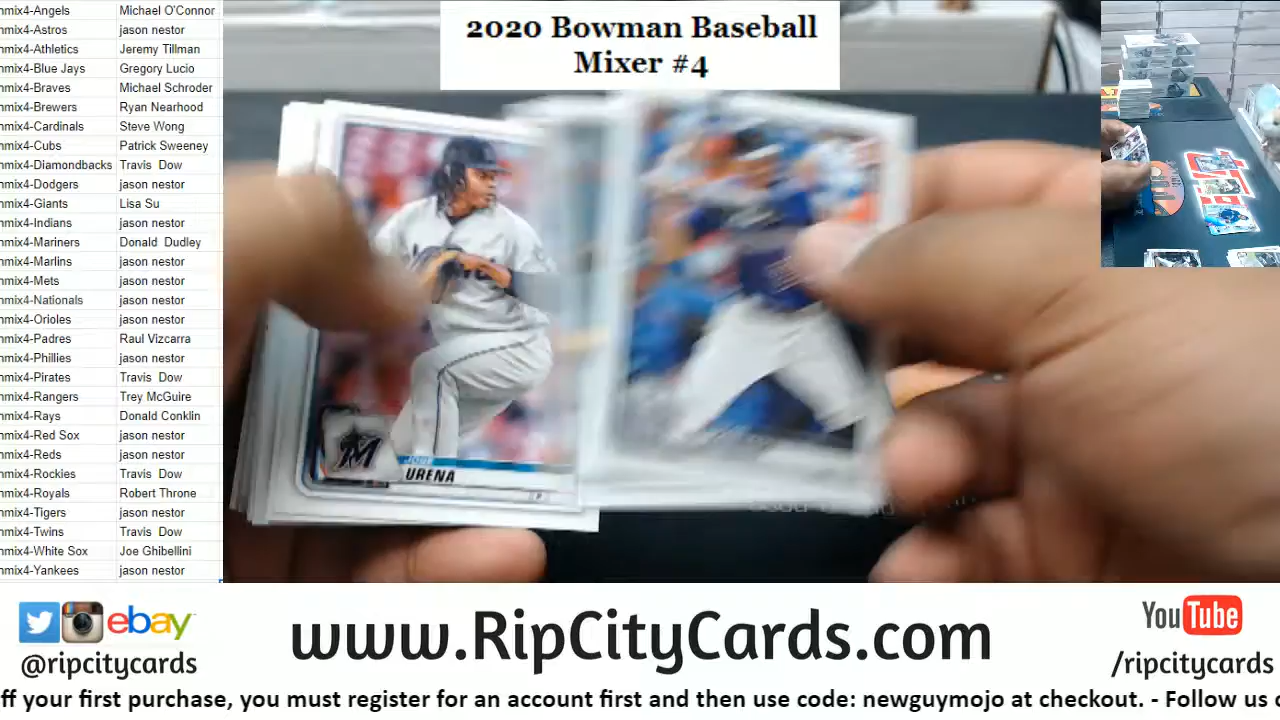 2020 Bowman Baseball
Mixer #4
nmix4-Angels Michael O'Connor
nmix4-Astros jason nestor
nmix4-Athletics Jeremy Tillman
nmix4-Blue Jays Gregory Lucio
nmix4-Braves Michael Schroder
nmix4-Brewers Ryan Nearhood
nmix4-Cardinals Steve Wong
nmix4-Cubs Patrick Sweeney
nmix4-Diamondbacks Travis Dow
nmix4-Dodgers jason nestor
nmix4-Giants Lisa Su
nmix4-Indians jason nestor
nmix4-Mariners Donald Dudley
nmix4-Marlins jason nestor
nmix4-Mets jason nestor
nmix4-Nationals jason nestor
nmix4-Orioles jason nestor
nmix4-Padres Raul Vizcarra
nmix4-Phillies jason nestor
nmix4-Pirates Travis Dow
nmix4-Rangers Trey McGuire
nmix4-Rays Donald Conklin
nmix4-Red Sox jason nestor
nmix4-Reds jason nestor
nmix4-Rockies Travis Dow
nmix4-Royals Robert Throne
nmix4-Tigers jason nestor
nmix4-Twins Travis Dow
nmix4-White Sox Joe Ghibellini
nmix4-Yankees jason nestor
M
URENA
ebay
@ripcitycards
www.RipCityCards.com
YouTube
/ripcitycards
ff your first purchase, you must register for an account first and then use code: newguymojo at checkout. - Follow us